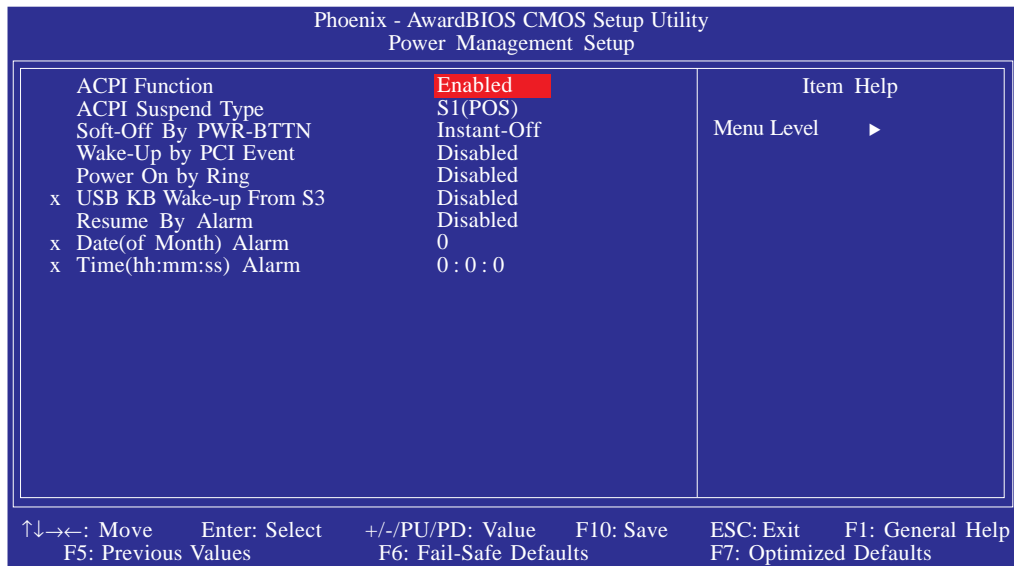 Phoenix - AwardBIOS CMOS Setup Utility
Power Management Setup
ACPI Function Enabled
ACPI Suspend Type S1(POS)
Soft-Off By PWR-BTTN Instant-Off
Wake-Up by PCI Event Disabled
Power On by Ring Disabled
x USB KB Wake-up From S3 Disabled
Resume By Alarm Disabled
x Date(of Month) Alarm 0
x Time(hh:mm:ss) Alarm 0 : 0 : 0
Item Help
Menu Level ▶
↑↓→←: Move Enter: Select +/-/PU/PD: Value F10: Save ESC: Exit F1: General Help
F5: Previous Values F6: Fail-Safe Defaults F7: Optimized Defaults